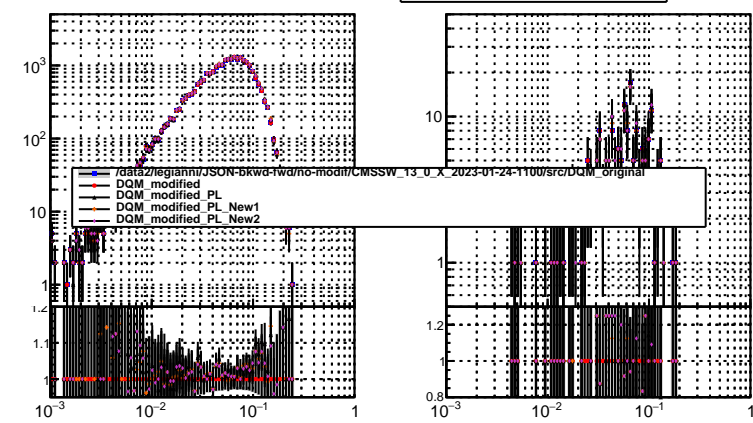 10³
10²
10
1
1.2
1.1
1
10⁻³ 10⁻² 10⁻¹ 1
/data2/legianni/JSON-bkwd-fwd/no-modif/CMSSW_13_0_X_2023-01-24-1100/src/DQM_original
DQM_modified
DQM_modified_PL
DQM_modified_PL_New1
DQM_modified_PL_New2
10
1
1.2
1
0.8
10⁻³ 10⁻² 10⁻¹ 1